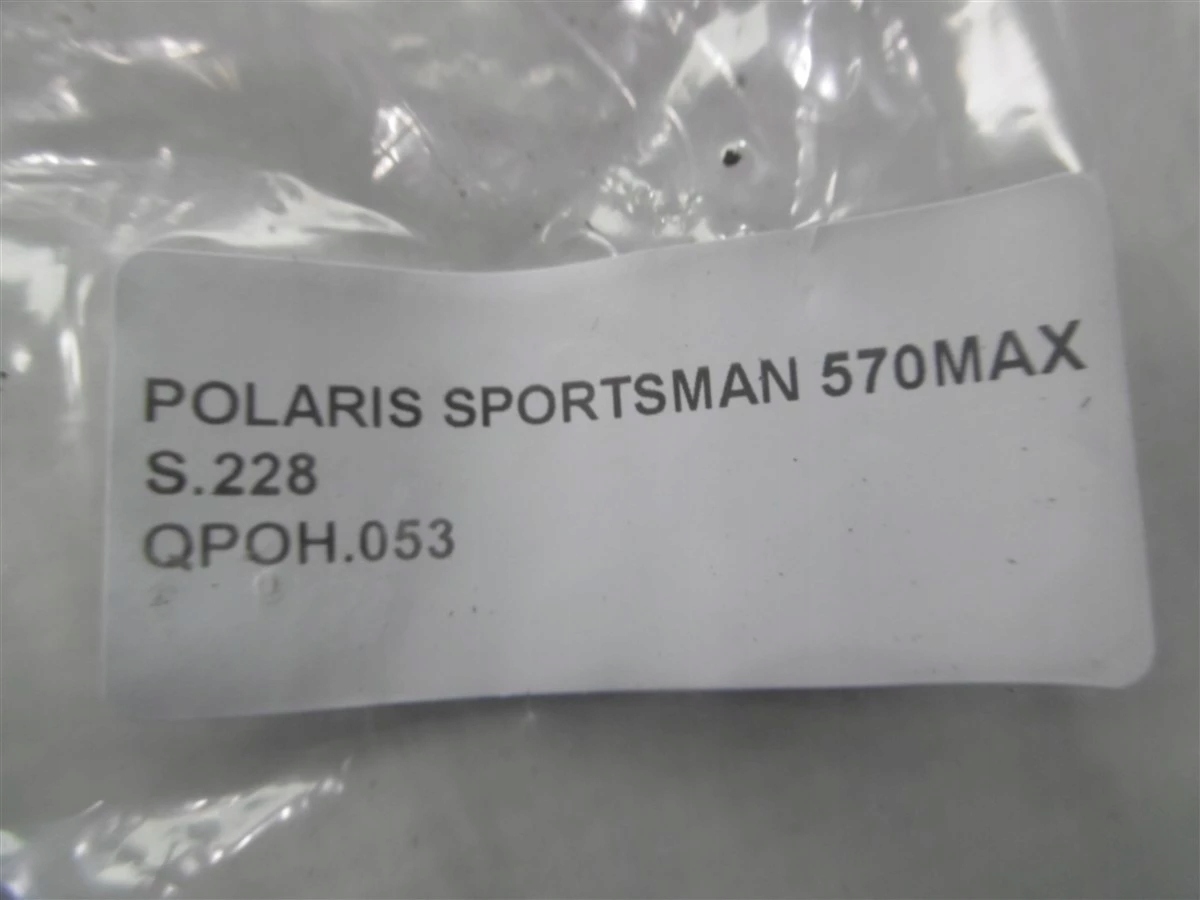 POLARIS SPORTSMAN 570MAX
S.228
QPOH.053